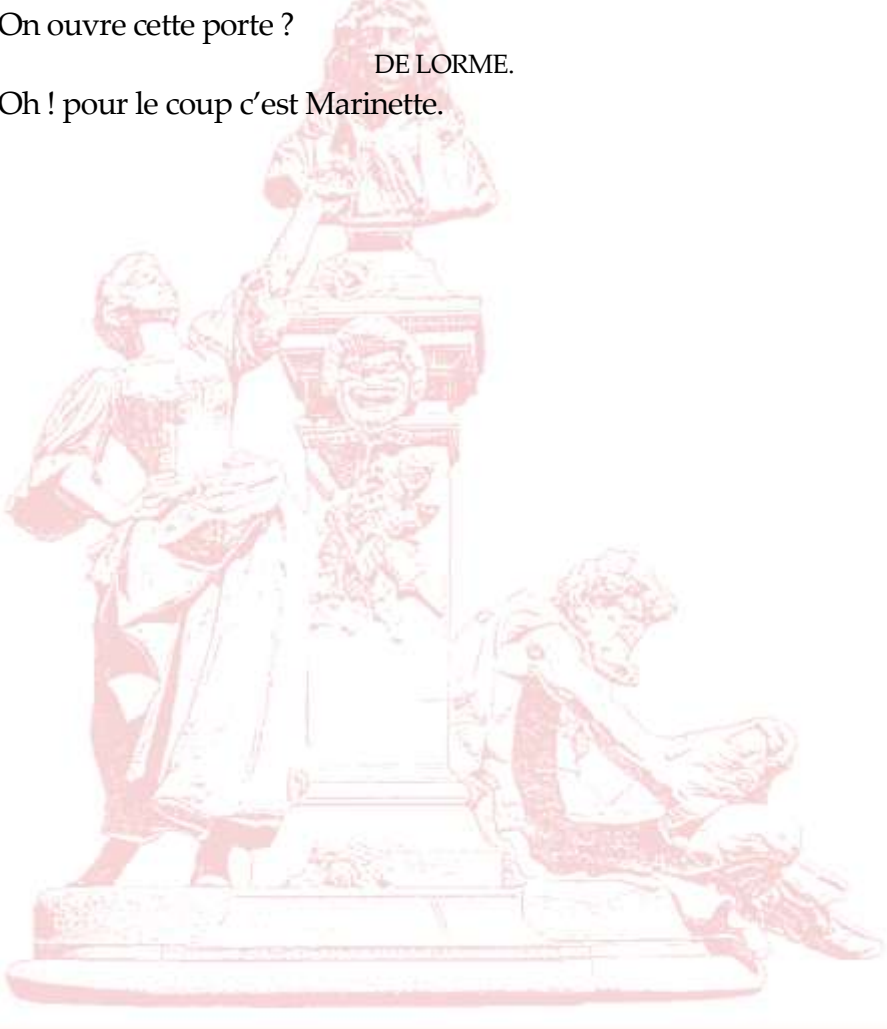 On ouvre cette porte ?
DE LORME.
Oh ! pour le coup c’est Marinette.